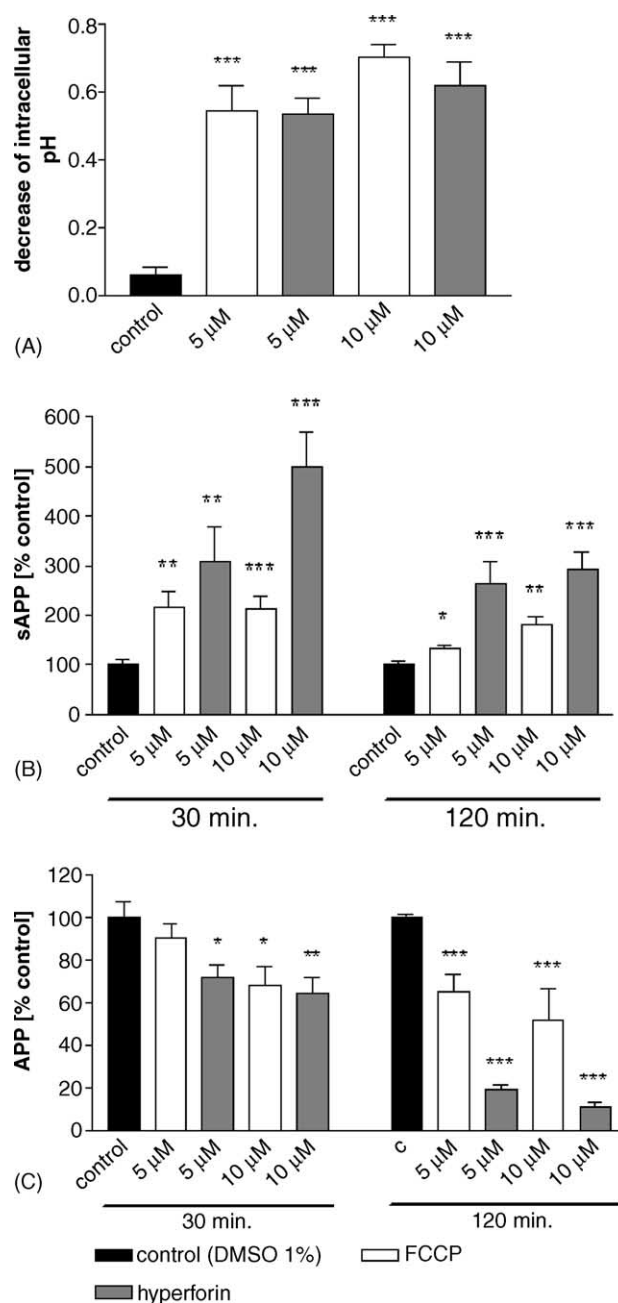 decrease of intracellular
pH
0.8
0.6
0.4
0.2
0.0
***
***
***
***
control
5 µM
5 µM
10 µM
10 µM
(A)
sAPP [% control]
600
500
400
300
200
100
0
**
**
***
***
*
***
**
***
control
5 µM
5 µM
10 µM
10 µM
control
5 µM
5 µM
10 µM
10 µM
(B)
30 min.
120 min.
APP [% control]
120
100
80
60
40
20
0
*
*
**
***
***
***
***
control
5 µM
5 µM
10 µM
10 µM
c
5 µM
5 µM
10 µM
10 µM
(C)
30 min.
120 min.
control (DMSO 1%)
FCCP
hyperforin